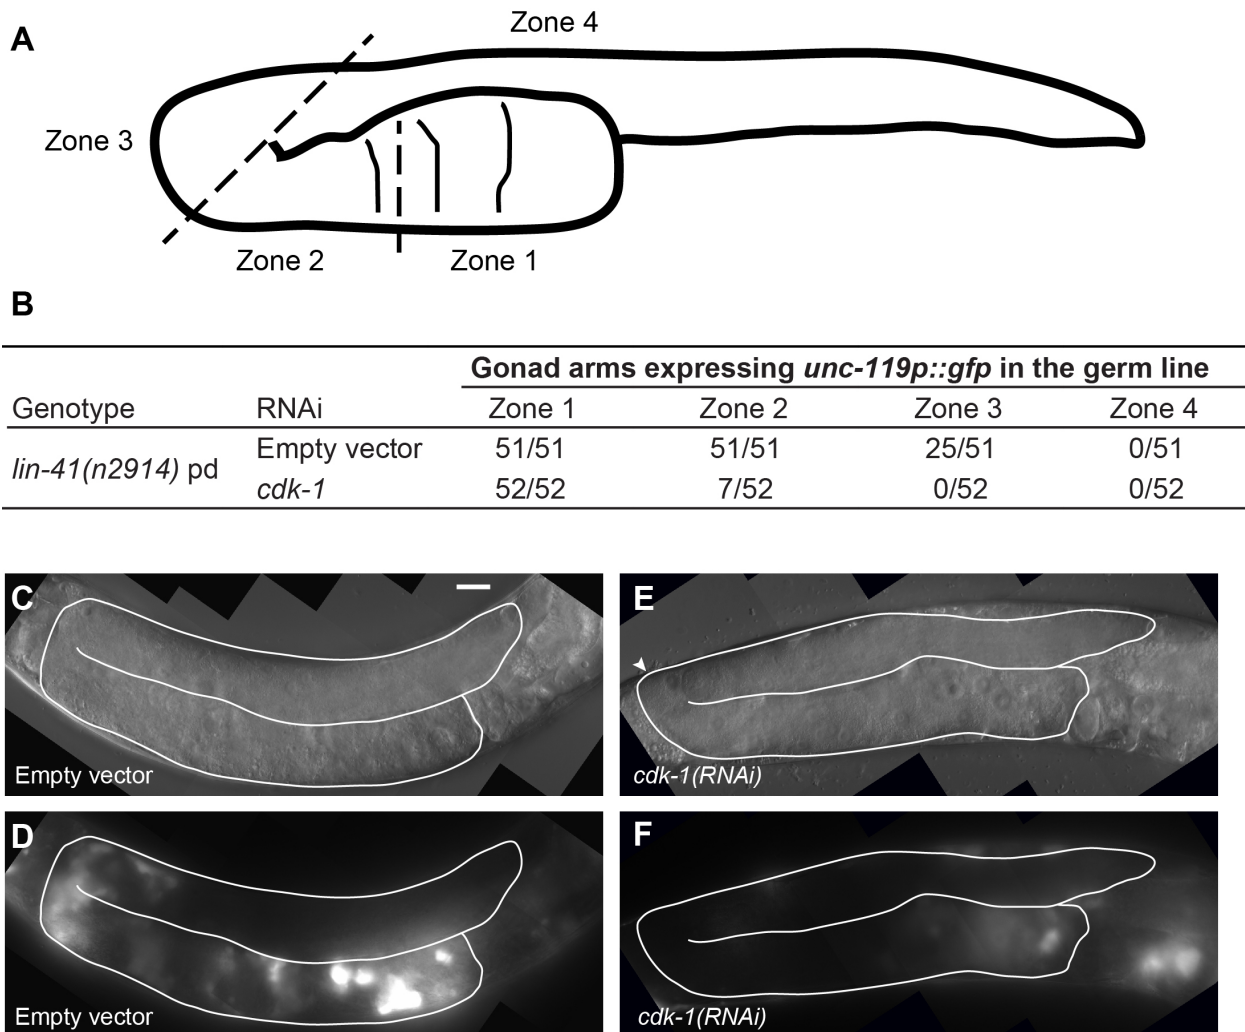 A
Zone 4
Zone 3
Zone 2
Zone 1
B
Gonad arms expressing unc-119p::gfp in the germ line
Genotype RNAi Zone 1 Zone 2 Zone 3 Zone 4
lin-41(n2914) pd
Empty vector 51/51 51/51 25/51 0/51
cdk-1 52/52 7/52 0/52 0/52
C
Empty vector
E
cdk-1(RNAi)
D
Empty vector
F
cdk-1(RNAi)